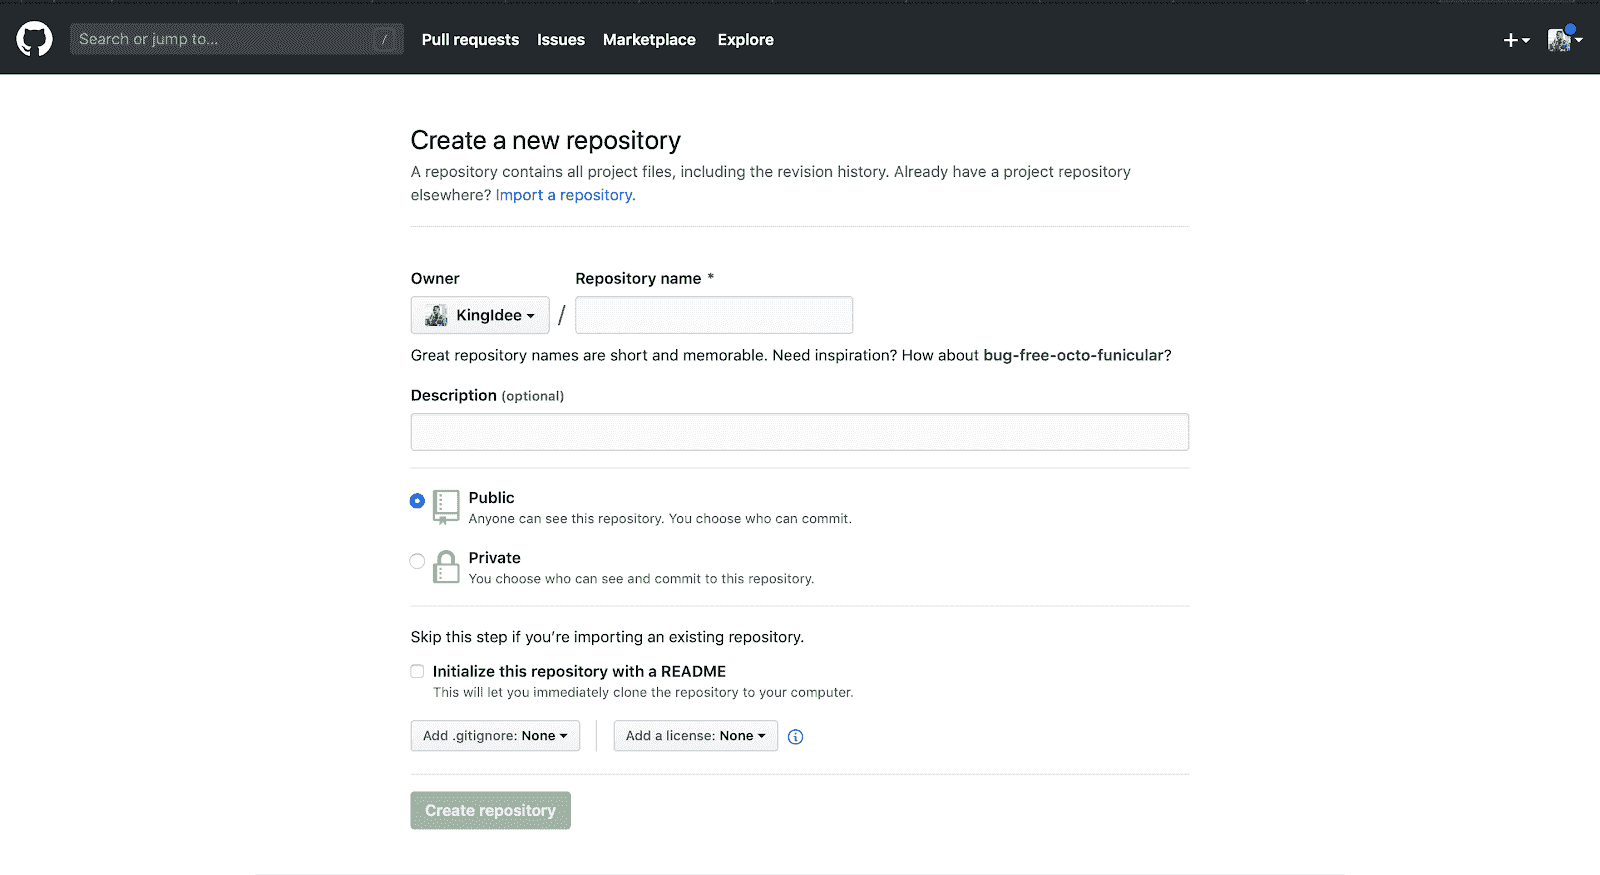 Search or jump to... /
Pull requests Issues Marketplace Explore
Create a new repository
A repository contains all project files, including the revision history. Already have a project repository
elsewhere? Import a repository.
Owner Repository name *
KingIdee /
Great repository names are short and memorable. Need inspiration? How about bug-free-octo-funicular?
Description (optional)
Public
Anyone can see this repository. You choose who can commit.
Private
You choose who can see and commit to this repository.
Skip this step if you're importing an existing repository.
Initialize this repository with a README
This will let you immediately clone the repository to your computer.
Add .gitignore: None Add a license: None
Create repository